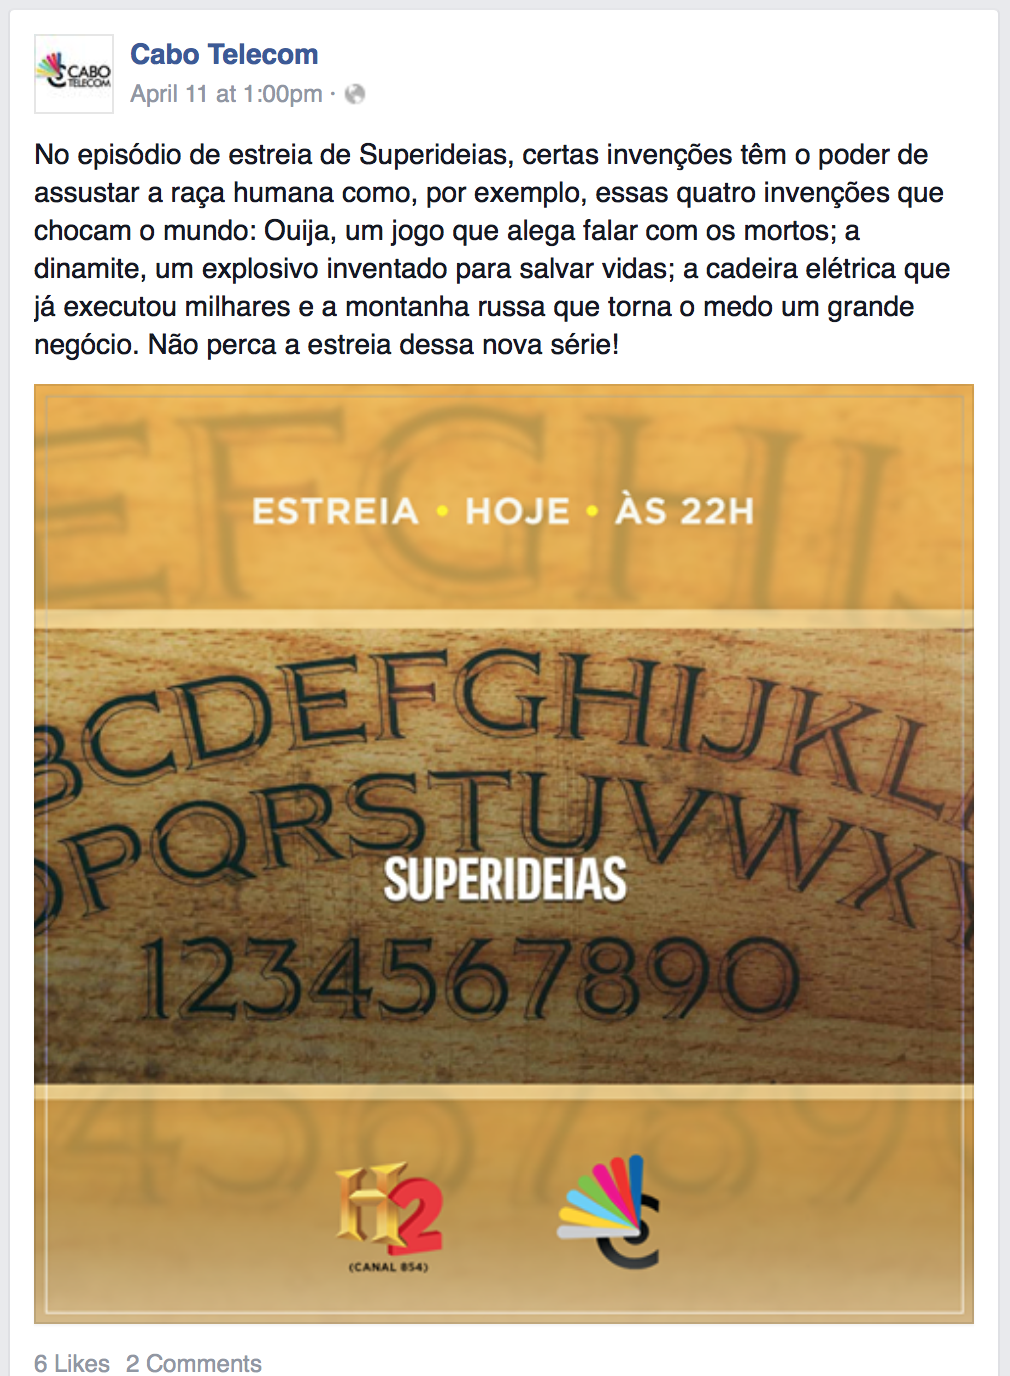 CABO
TELECOM
Cabo Telecom
April 11 at 1:00pm ·
No episódio de estreia de Superideias, certas invenções têm o poder de
assustar a raça humana como, por exemplo, essas quatro invenções que
chocam o mundo: Ouija, um jogo que alega falar com os mortos; a
dinamite, um explosivo inventado para salvar vidas; a cadeira elétrica que
já executou milhares e a montanha russa que torna o medo um grande
negócio. Não perca a estreia dessa nova série!
EFGHIJ
ESTREIA • HOJE • ÀS 22H
BCDEFGHIJKL
OPQRSTUVWXY
SUPERIDEIAS
1234567890
4567890
H2
(CANAL 854)
6 Likes 2 Comments